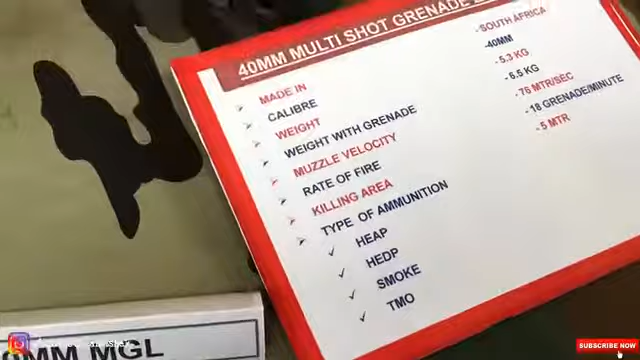 40MM MULTI SHOT GRENADE
MADE IN -SOUTH AFRICA
CALIBRE -40MM
WEIGHT -5.3 KG
WEIGHT WITH GRENADE -6.5 KG
MUZZLE VELOCITY -76 MTR/SEC
RATE OF FIRE -18 GRENADE/MINUTE
KILLING AREA -5 MTR
TYPE OF AMMUNITION
HEAP
HEDP
SMOKE
TMO
MM MGL
SUBSCRIBE NOW